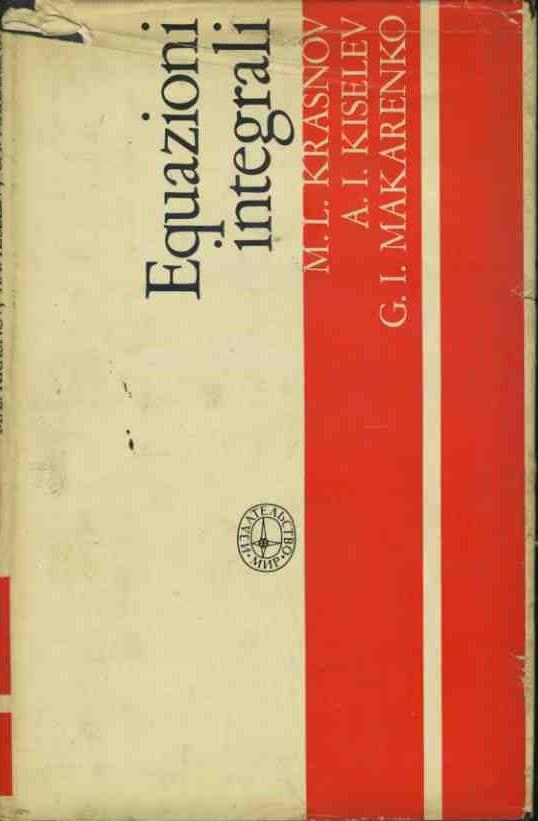 Equazioni
integrali
M. L. KRASNOV
A. I. KISELEV
G. I. MAKARENKO
ИЗДАТЕЛЬСТВО
МИР